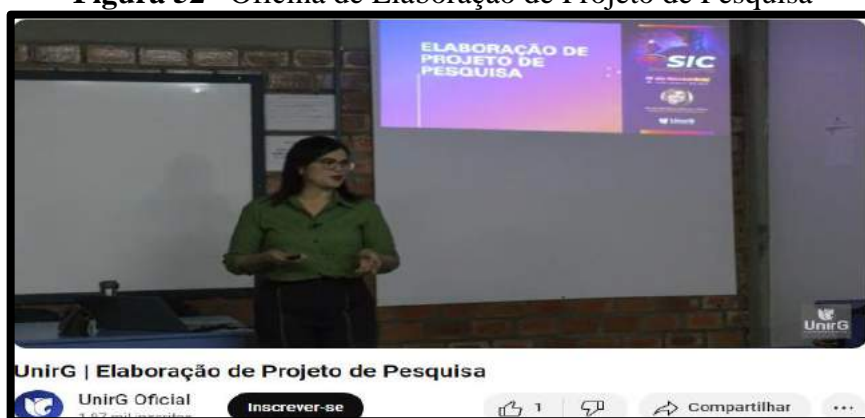 Figura 32 - Oficina de Elaboração de Projeto de Pesquisa
ELABORAÇÃO DE
PROJETO DE
PESQUISA
SIC
UnirG
UnirG
UnirG | Elaboração de Projeto de Pesquisa
UnirG Oficial
Inscrever-se
1
Compartilhar
...